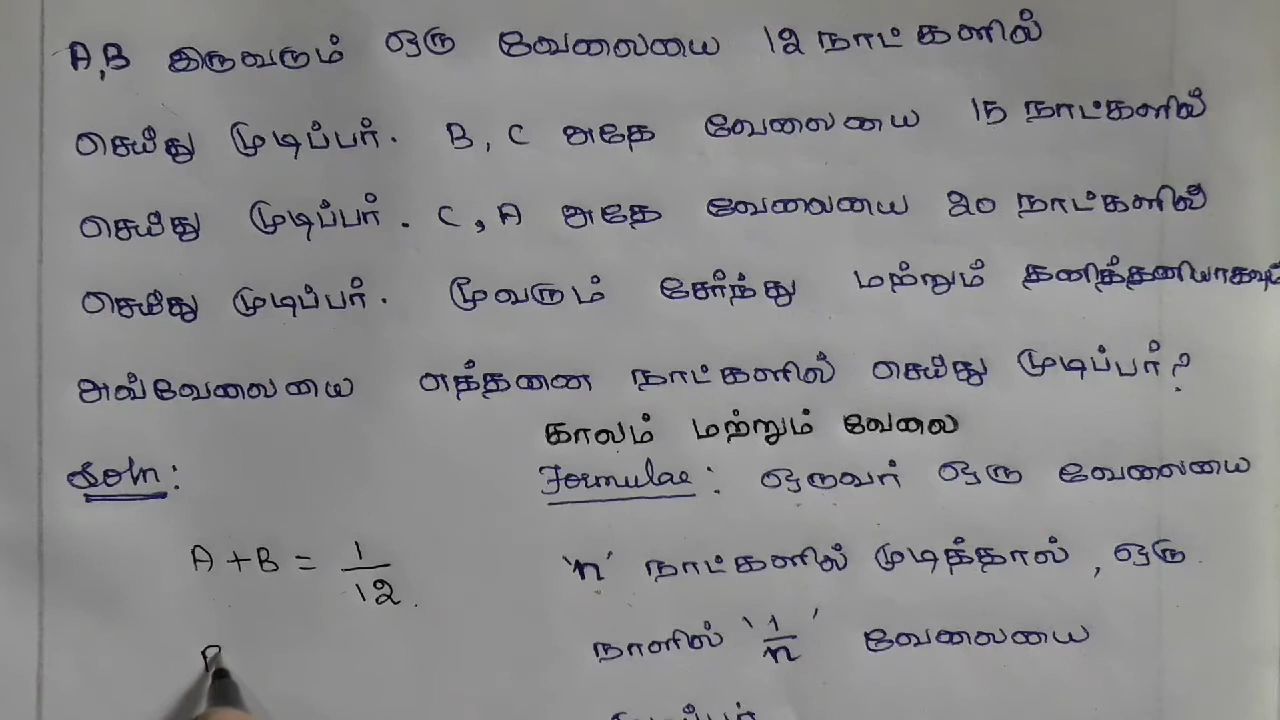 A,B இருவரும் ஒரு வேலையை 12 நாட்களில்
செய்து முடிப்பர். B, C அதே வேலையை 15 நாட்களில்
செய்து முடிப்பர். C, A அதே வேலையை 20 நாட்களில்
செய்து முடிப்பர். மூவரும் சேர்ந்து மற்றும் தனித்தனியாகவும்
அவ்வேலையை எத்தனை நாட்களில் செய்து முடிப்பர்?
காலம் மற்றும் வேலை
Soln: Formulae: ஒருவர் ஒரு வேலையை
A + B = 1/12. 'n' நாட்களில் முடித்தால், ஒரு
நாளில் '1/n' வேலையை